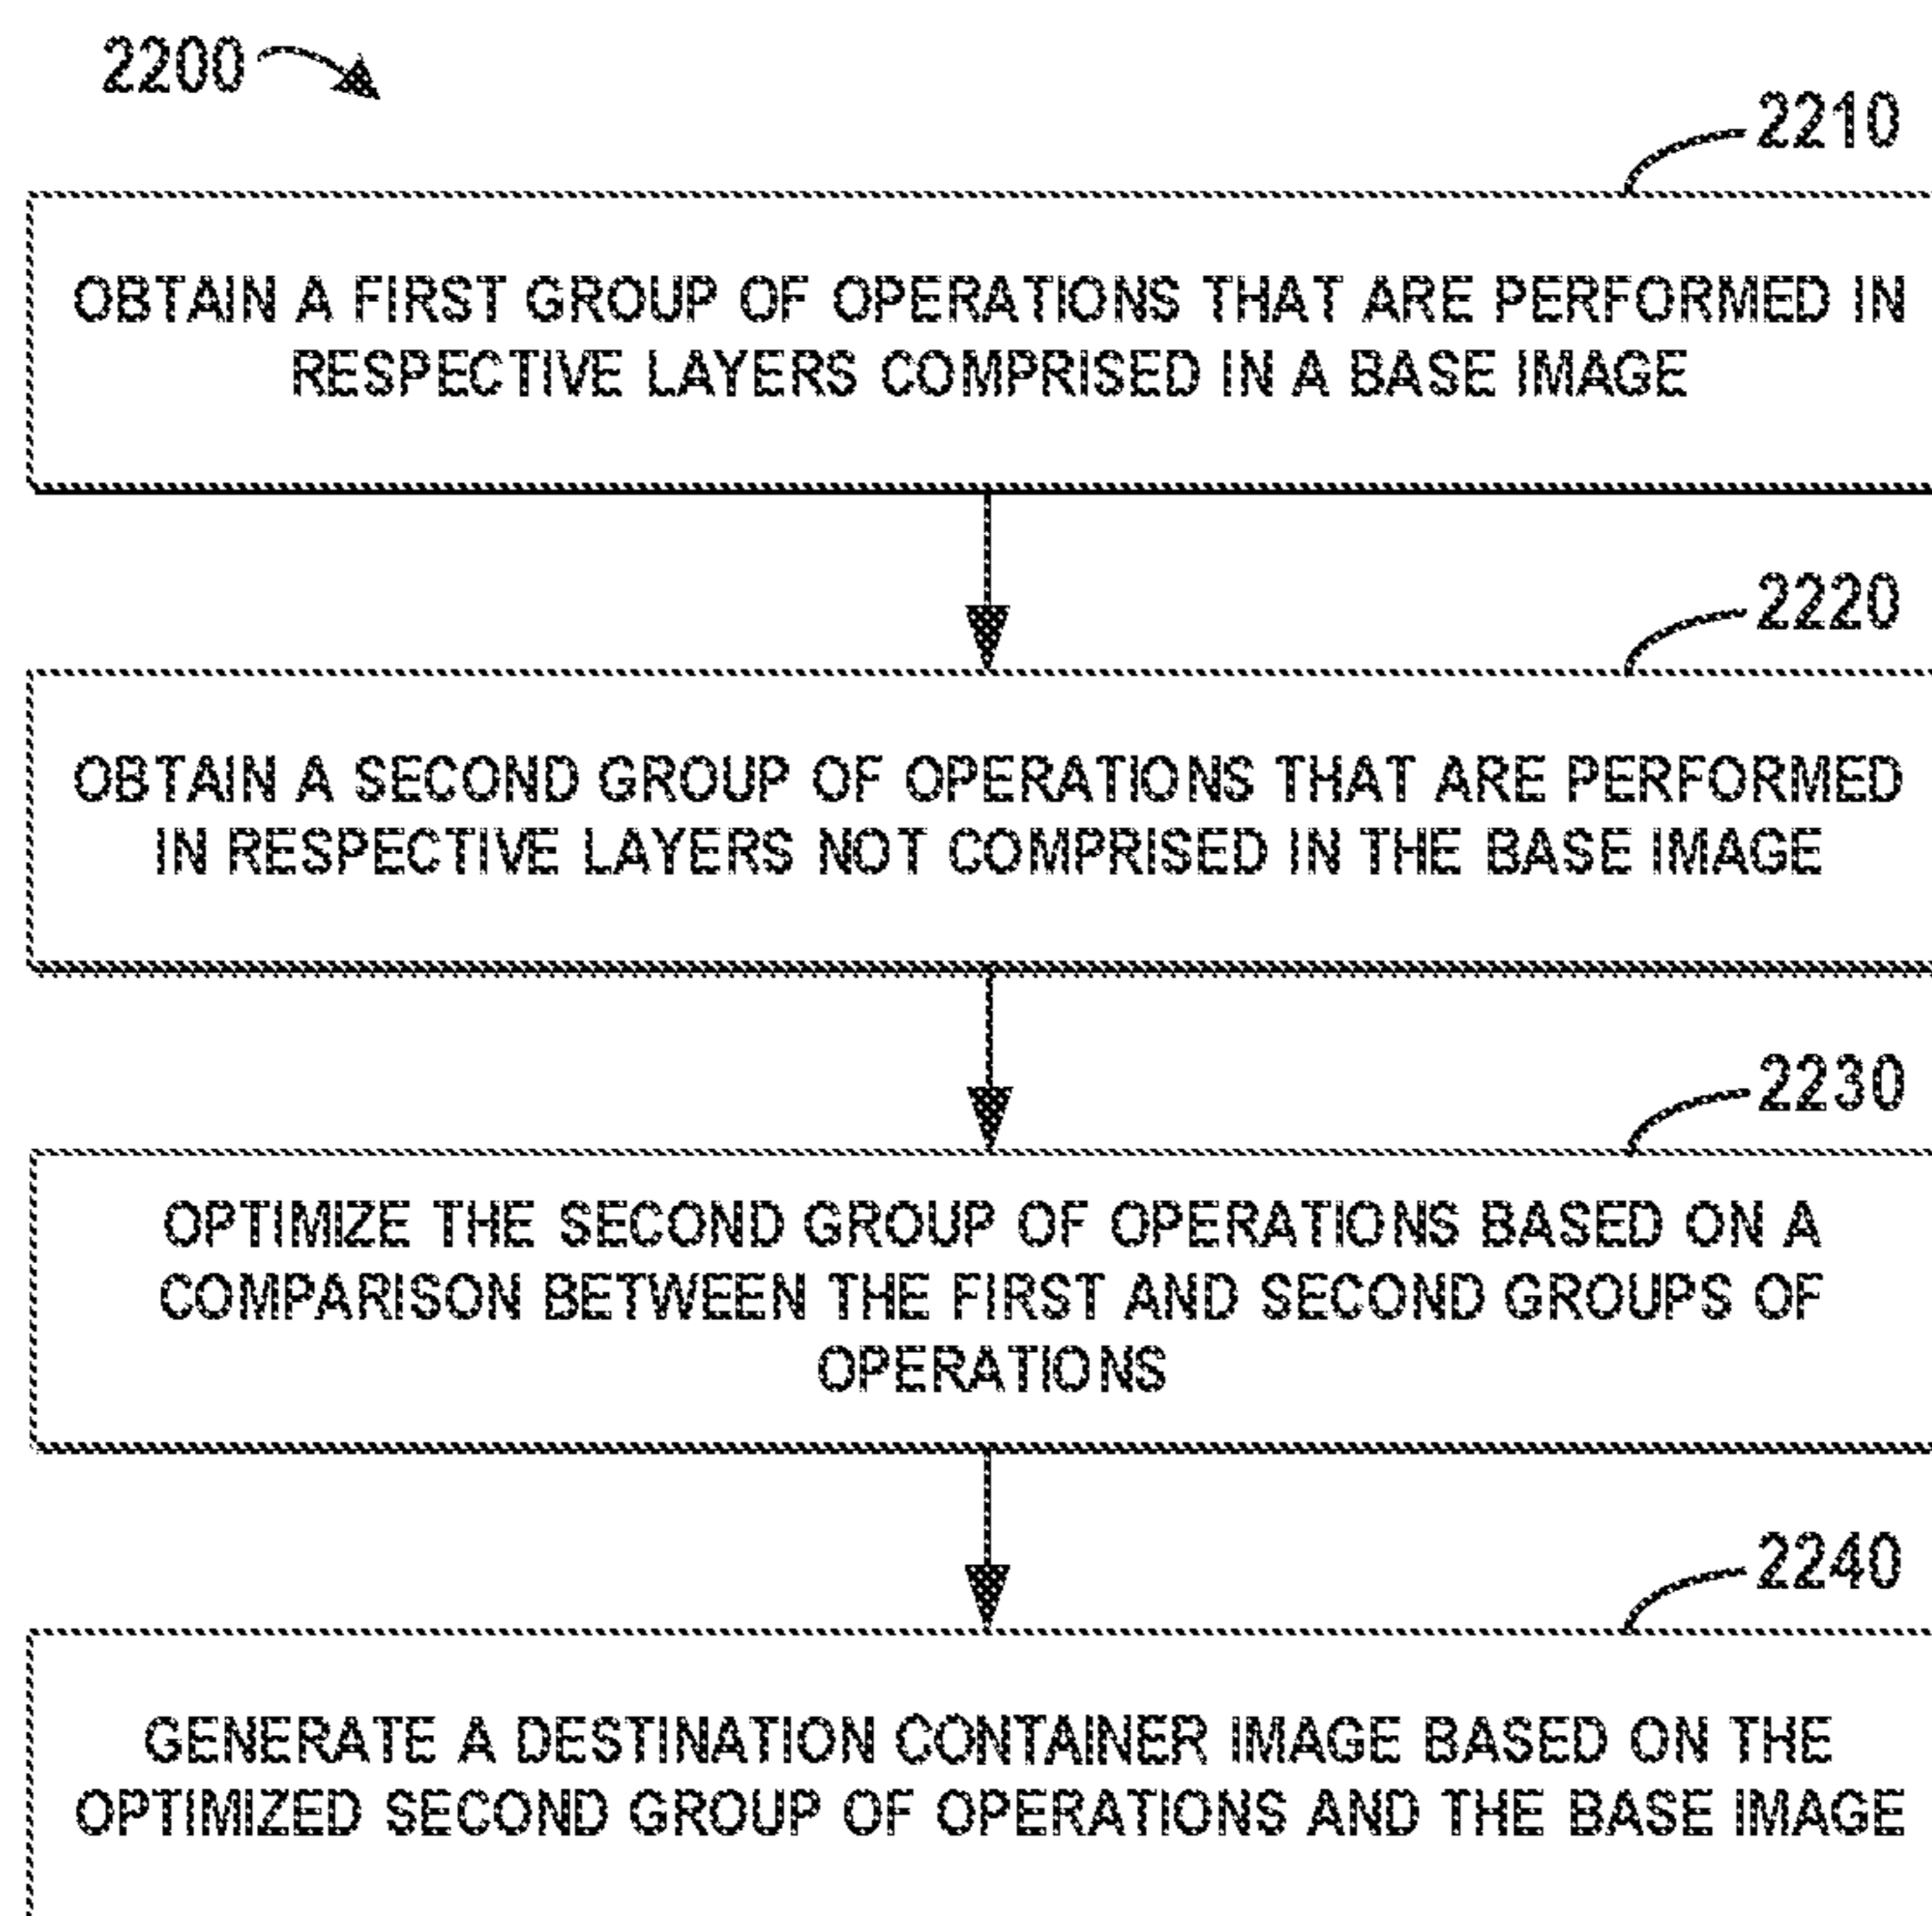 2200
2210
OBTAIN A FIRST GROUP OF OPERATIONS THAT ARE PERFORMED IN
RESPECTIVE LAYERS COMPRISED IN A BASE IMAGE
2220
OBTAIN A SECOND GROUP OF OPERATIONS THAT ARE PERFORMED
IN RESPECTIVE LAYERS NOT COMPRISED IN THE BASE IMAGE
2230
OPTIMIZE THE SECOND GROUP OF OPERATIONS BASED ON A
COMPARISON BETWEEN THE FIRST AND SECOND GROUPS OF
OPERATIONS
2240
GENERATE A DESTINATION CONTAINER IMAGE BASED ON THE
OPTIMIZED SECOND GROUP OF OPERATIONS AND THE BASE IMAGE